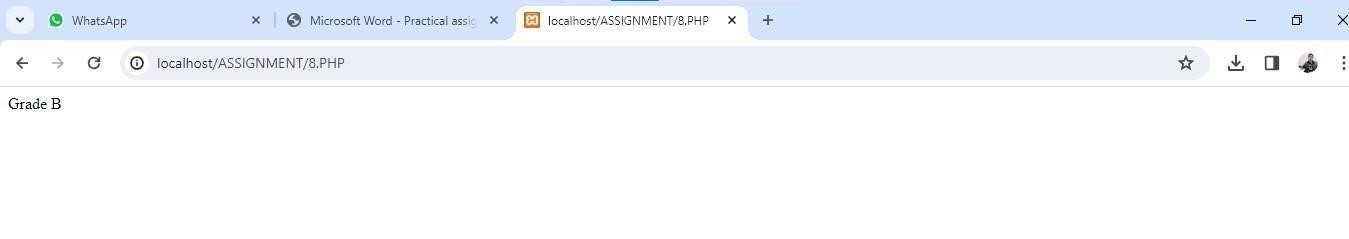 WhatsApp
Microsoft Word - Practical assig
localhost/ASSIGNMENT/8.PHP
localhost/ASSIGNMENT/8.PHP
Grade B